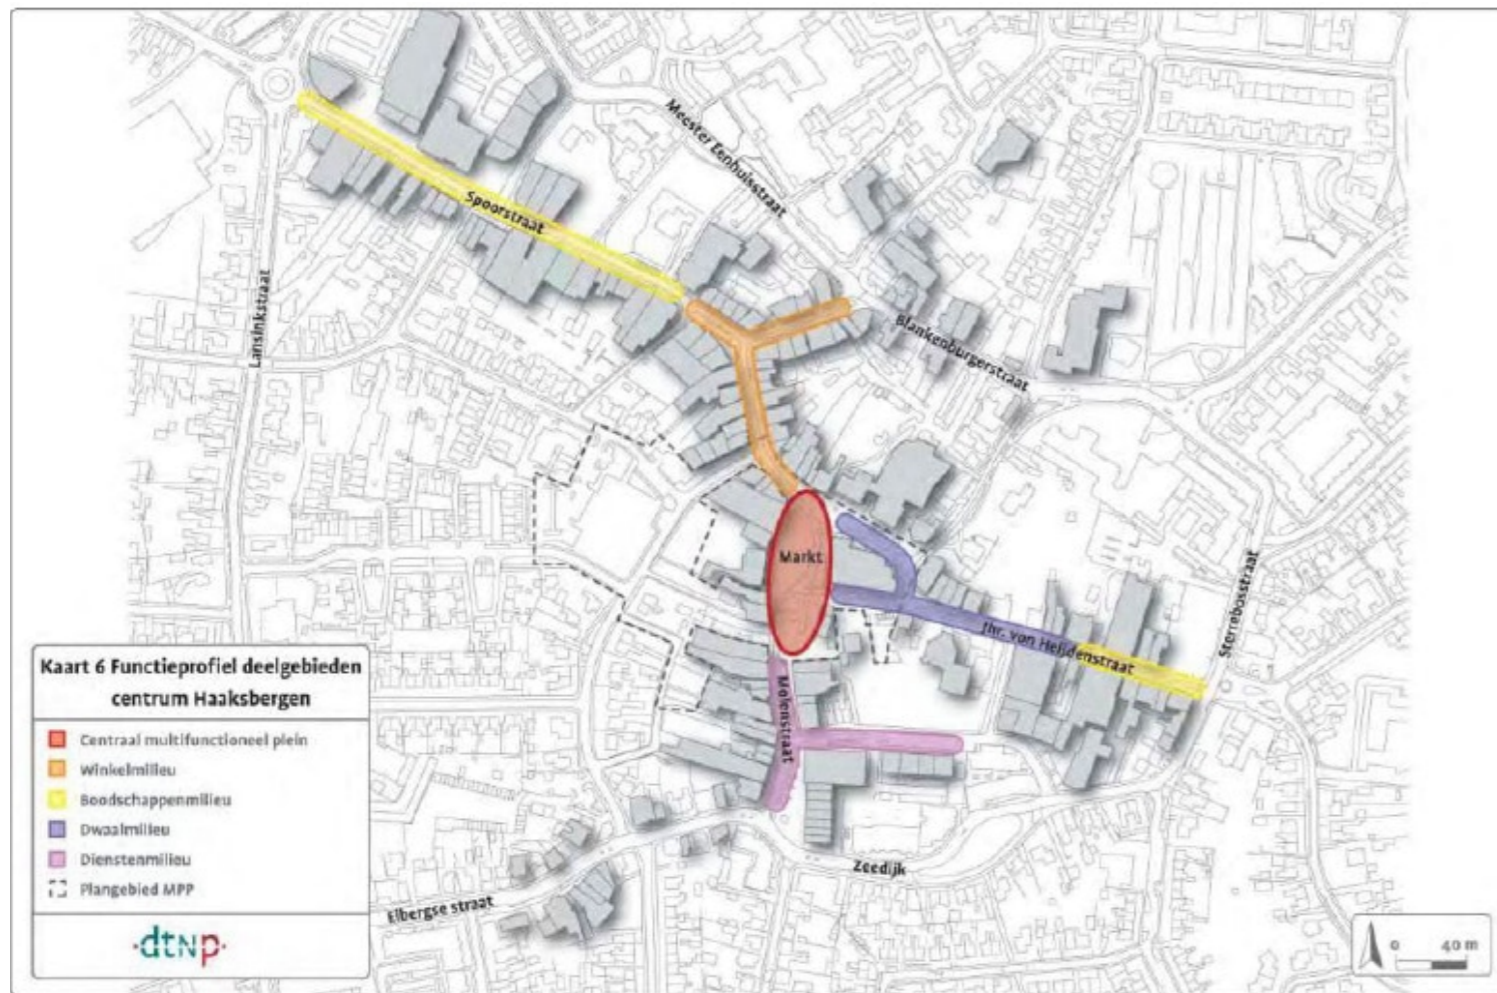 Meester Eenhuisstraat
Spoorstraat
Lansinkstraat
Blankenburgerstraat
Markt
Sterrebosstraat
Jhr. von Heijdenstraat
Molenstraat
Zeedijk
Eibergse straat
Kaart 6 Functieprofiel deelgebieden
centrum Haaksbergen
Centraal multifunctioneel plein
Winkelmilieu
Boodschappenmilieu
Dwaalmilieu
Dienstenmilieu
Plangebied MPP
·dtNp·
0 40 m